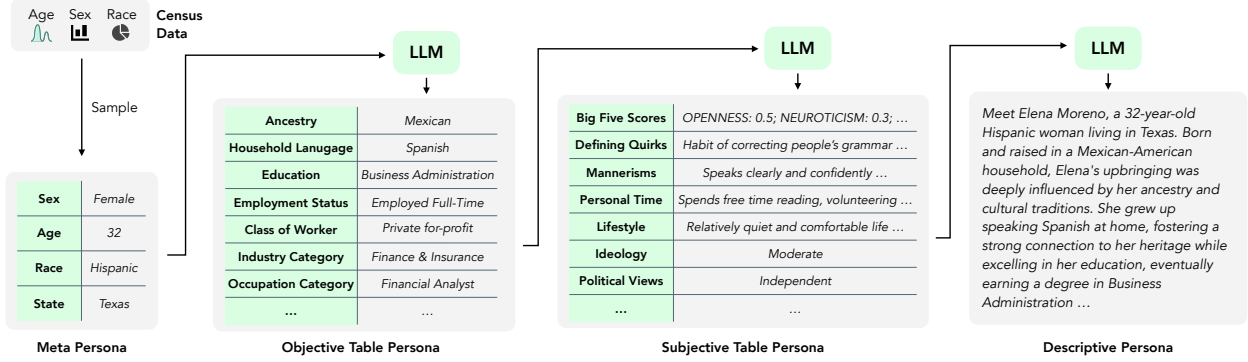 Age Sex Race
Census
Data
Sample
Sex Female
Age 32
Race Hispanic
State Texas
Meta Persona
LLM
Ancestry Mexican
Household Lanugage Spanish
Education Business Administration
Employment Status Employed Full-Time
Class of Worker Private for-profit
Industry Category Finance & Insurance
Occupation Category Financial Analyst
... ...
Objective Table Persona
LLM
Big Five Scores OPENNESS: 0.5; NEUROTICISM: 0.3; ...
Defining Quirks Habit of correcting people's grammar ...
Mannerisms Speaks clearly and confidently ...
Personal Time Spends free time reading, volunteering ...
Lifestyle Relatively quiet and comfortable life ...
Ideology Moderate
Political Views Independent
... ...
Subjective Table Persona
LLM
Meet Elena Moreno, a 32-year-old
Hispanic woman living in Texas. Born
and raised in a Mexican-American
household, Elena's upbringing was
deeply influenced by her ancestry and
cultural traditions. She grew up
speaking Spanish at home, fostering a
strong connection to her heritage while
excelling in her education, eventually
earning a degree in Business
Administration ...
Descriptive Persona